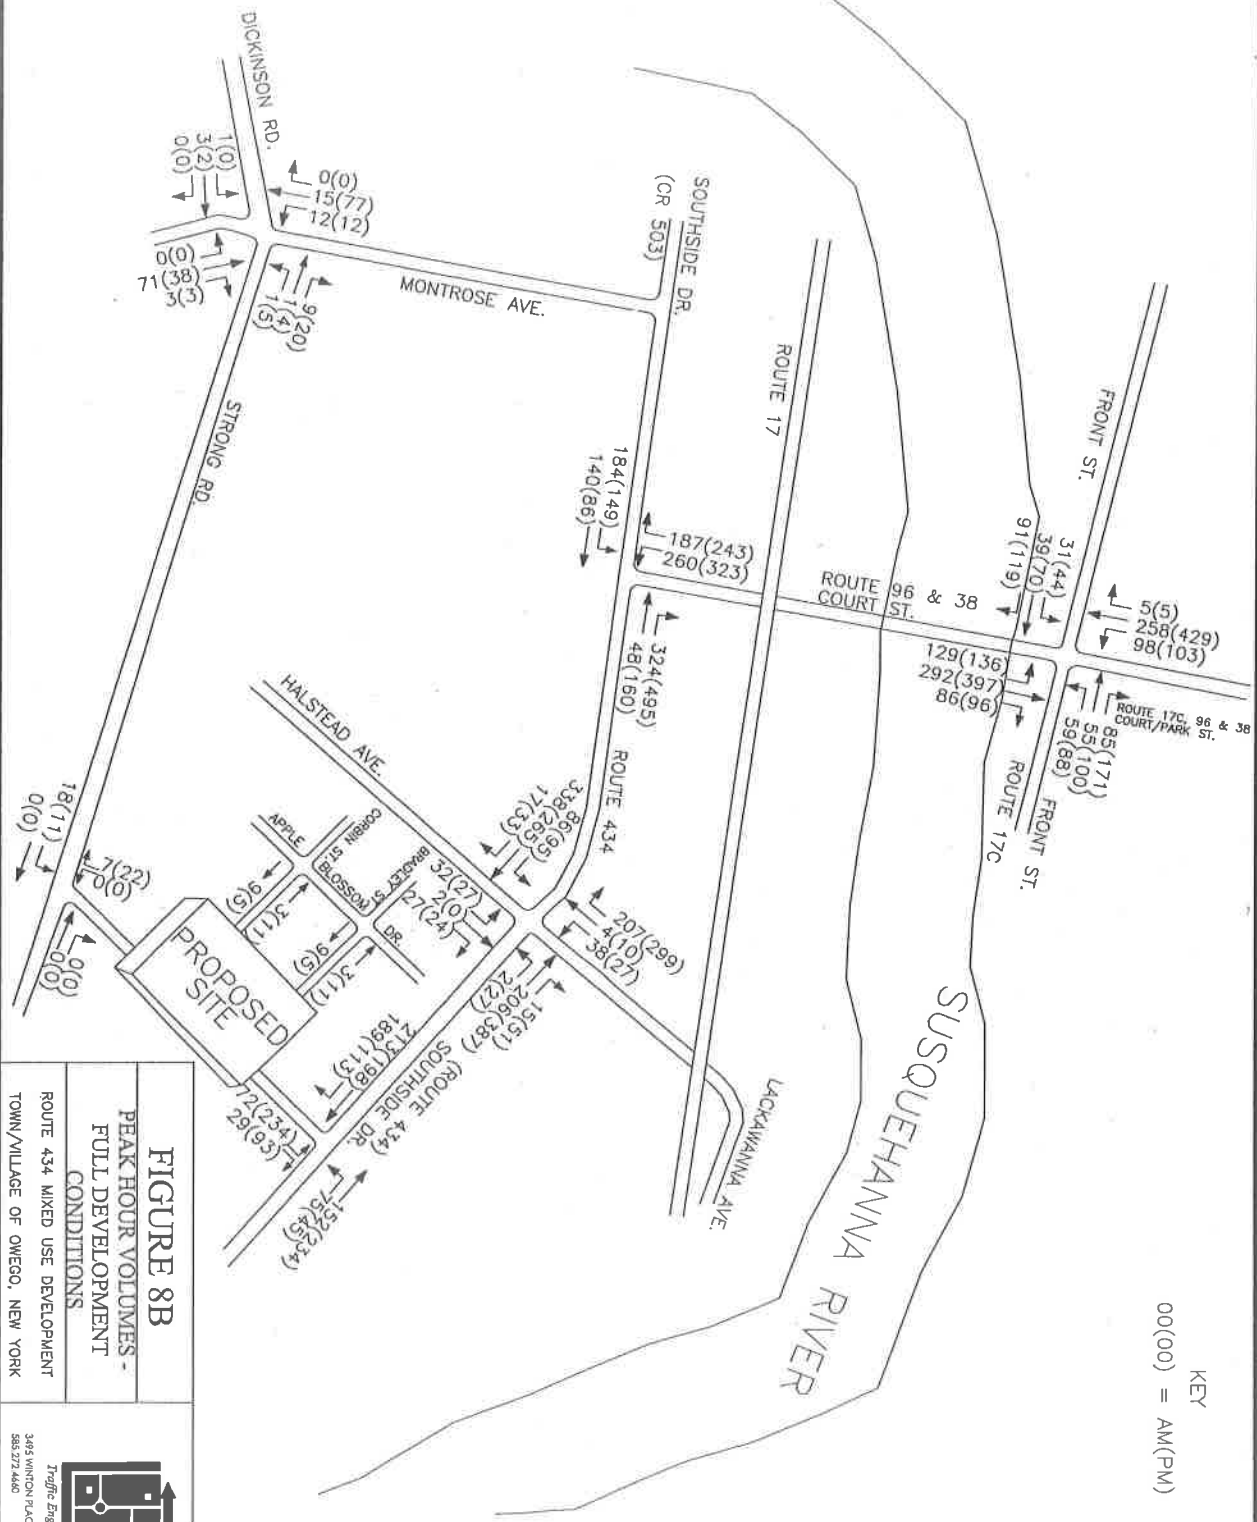 KEY
00(00) = AM(PM)
5(5)
258(429)
98(103)
31(44)
39(70)
91(119)
FRONT ST.
85(171)
55(100)
59(88)
ROUTE 17C, 96 & 38
COURT/PARK ST.
129(136)
292(397)
86(96)
FRONT ST.
ROUTE 17C
SUSQUEHANNA RIVER
ROUTE 96 & 38
COURT ST.
ROUTE 17
LACKAWANNA AVE.
SOUTHSIDE DR.
(CR 503)
187(243)
260(323)
184(149)
140(86)
324(495)
48(160)
ROUTE 434
MONTROSE AVE.
DICKINSON RD.
0(0)
15(77)
12(12)
1(0)
3(2)
0(0)
0(0)
71(38)
3(3)
9(20)
1(4)
1(5)
STRONG RD.
HALSTEAD AVE.
86(95)
338(265)
17(33)
207(299)
4(10)
38(27)
32(27)
2(0)
27(24)
15(51)
206(387)
2(27)
CORBIN ST.
BRADLEY ST.
APPLE BLOSSOM DR.
9(5)
3(11)
9(5)
3(11)
PROPOSED
SITE
213(198)
189(113)
(ROUTE 434)
SOUTHSIDE DR.
72(234)
29(93)
152(234)
75(45)
18(11)
0(0)
7(22)
0(0)
0(0)
0(0)
FIGURE 8B
PEAK HOUR VOLUMES -
FULL DEVELOPMENT
CONDITIONS
ROUTE 434 MIXED USE DEVELOPMENT
TOWN/VILLAGE OF OWEGO, NEW YORK
Traffic Eng
3495 WINTON PLAC
585.272.4660